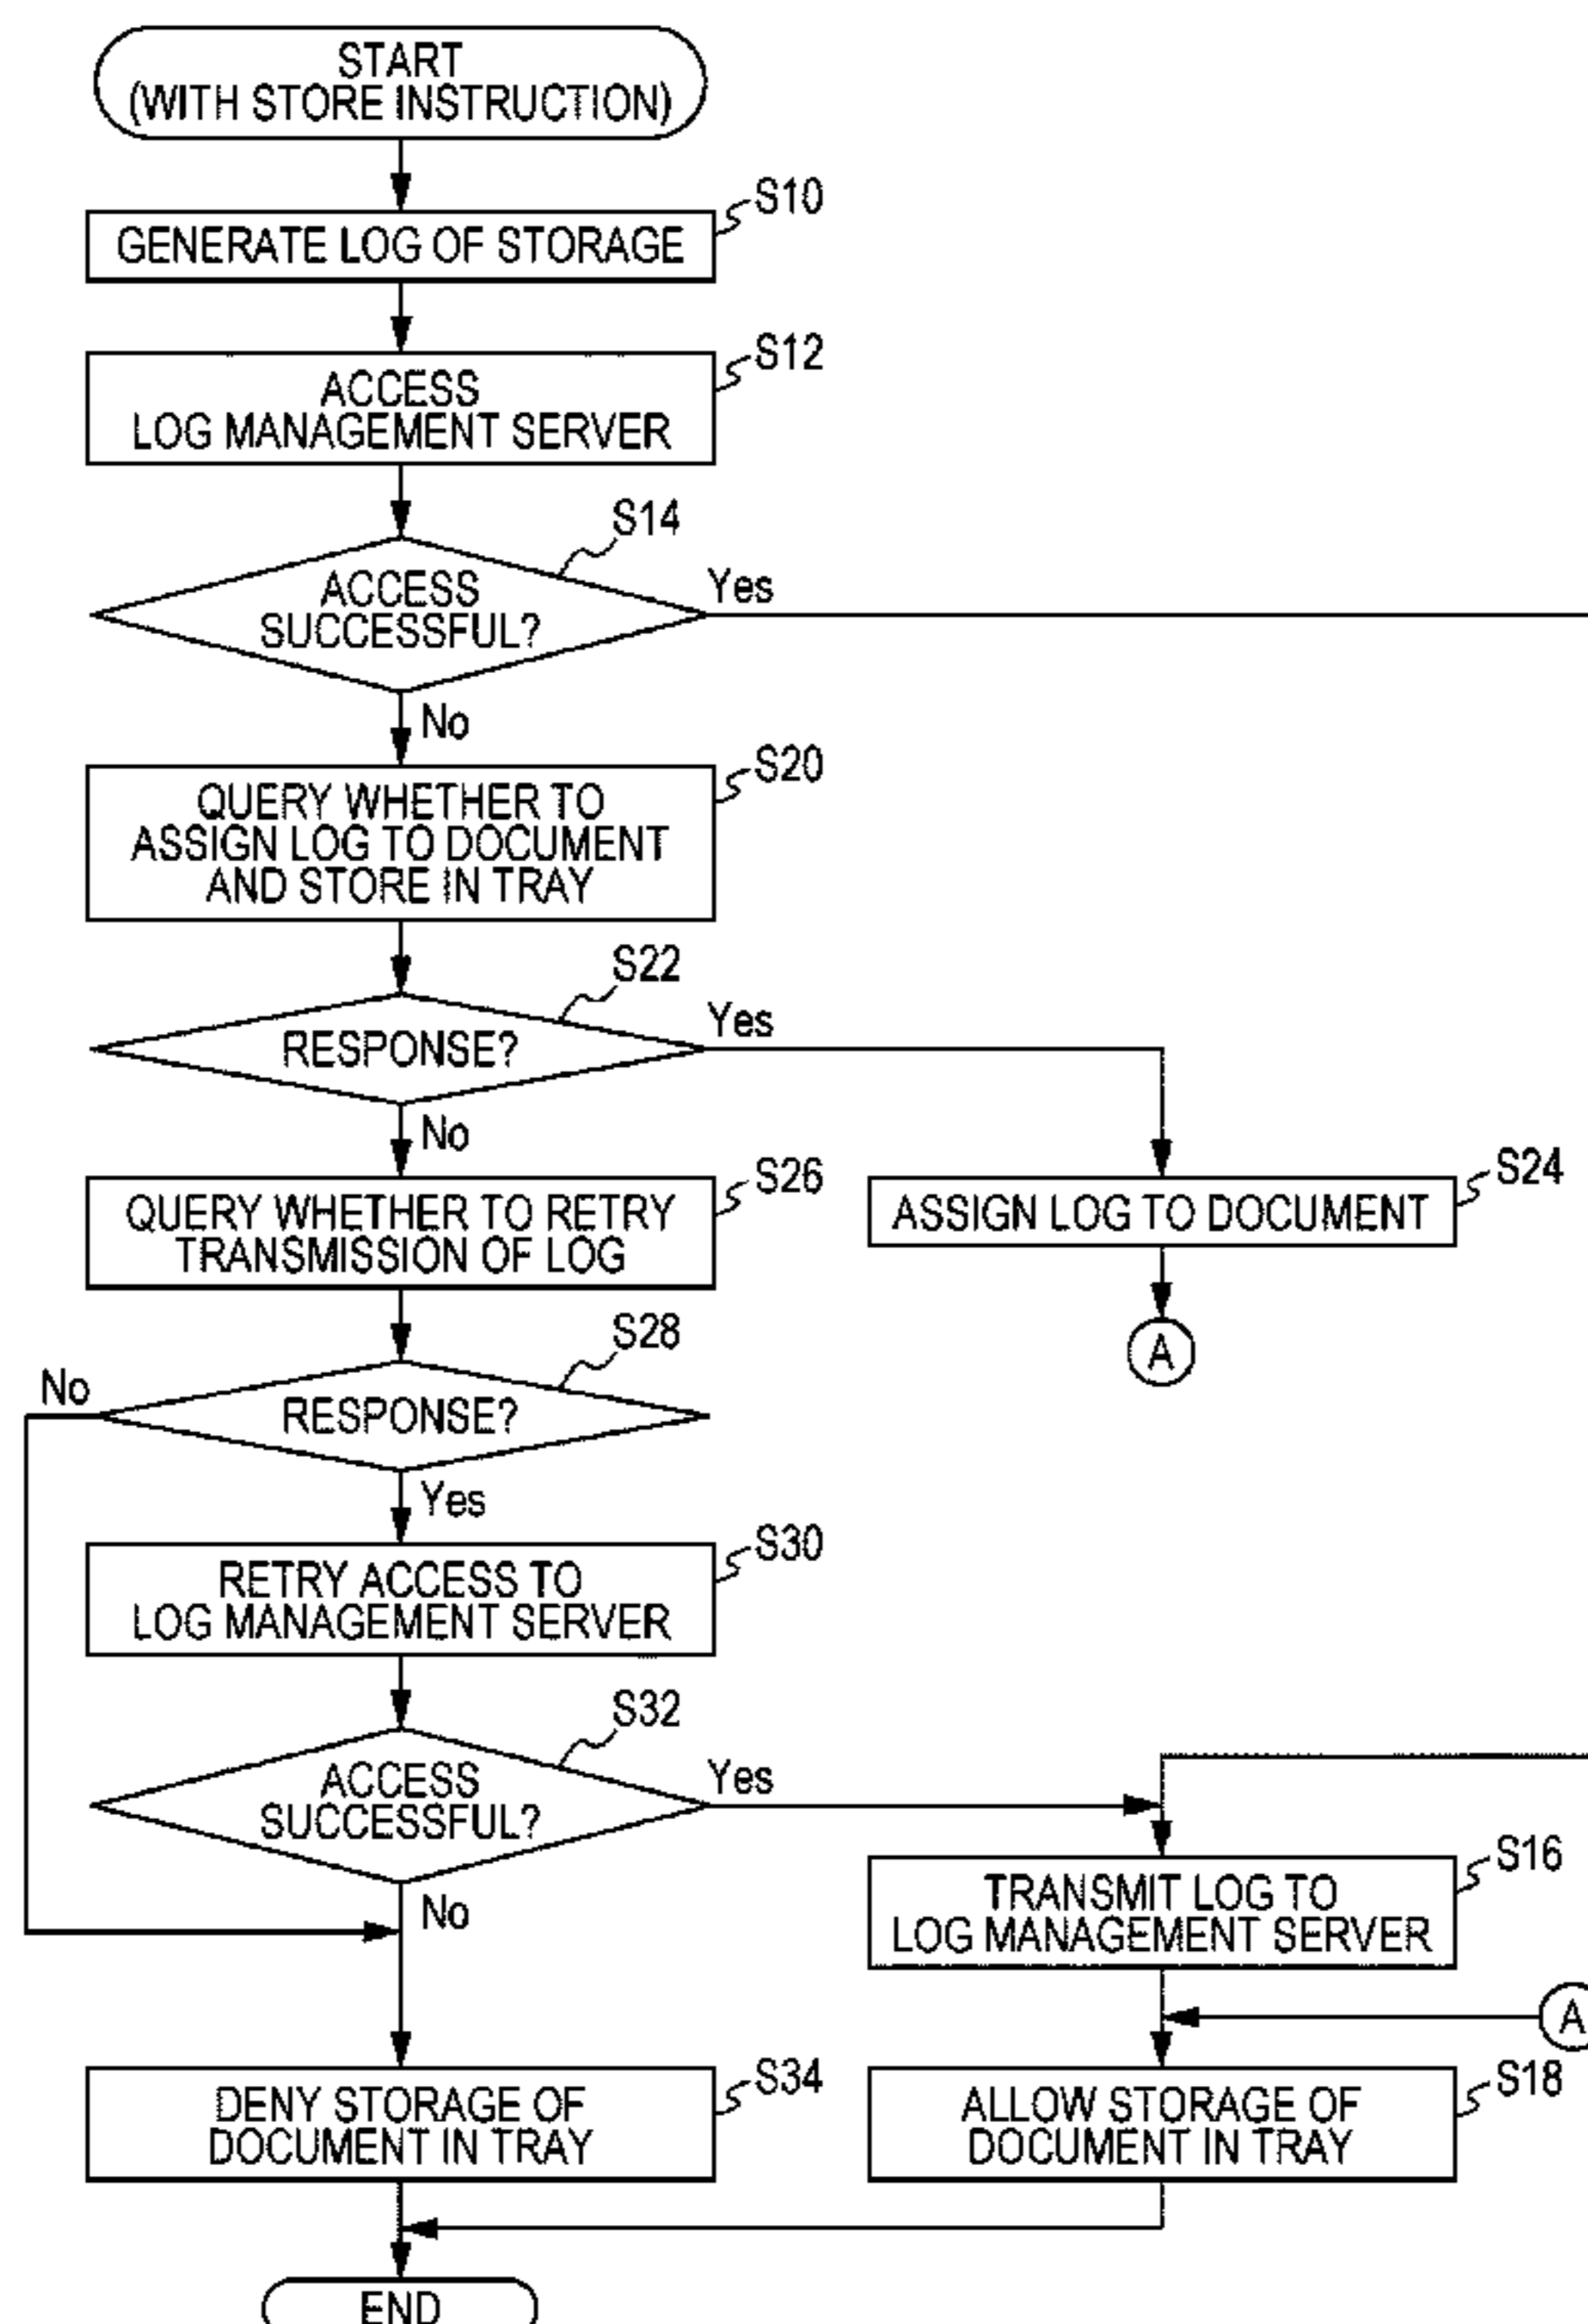 START
(WITH STORE INSTRUCTION)
S10
GENERATE LOG OF STORAGE
S12
ACCESS
LOG MANAGEMENT SERVER
S14
ACCESS
SUCCESSFUL?
Yes
No
S20
QUERY WHETHER TO
ASSIGN LOG TO DOCUMENT
AND STORE IN TRAY
S22
RESPONSE?
Yes
No
S26
QUERY WHETHER TO RETRY
TRANSMISSION OF LOG
S24
ASSIGN LOG TO DOCUMENT
A
S28
RESPONSE?
No
Yes
S30
RETRY ACCESS TO
LOG MANAGEMENT SERVER
S32
ACCESS
SUCCESSFUL?
Yes
No
S16
TRANSMIT LOG TO
LOG MANAGEMENT SERVER
A
S34
DENY STORAGE OF
DOCUMENT IN TRAY
S18
ALLOW STORAGE OF
DOCUMENT IN TRAY
END